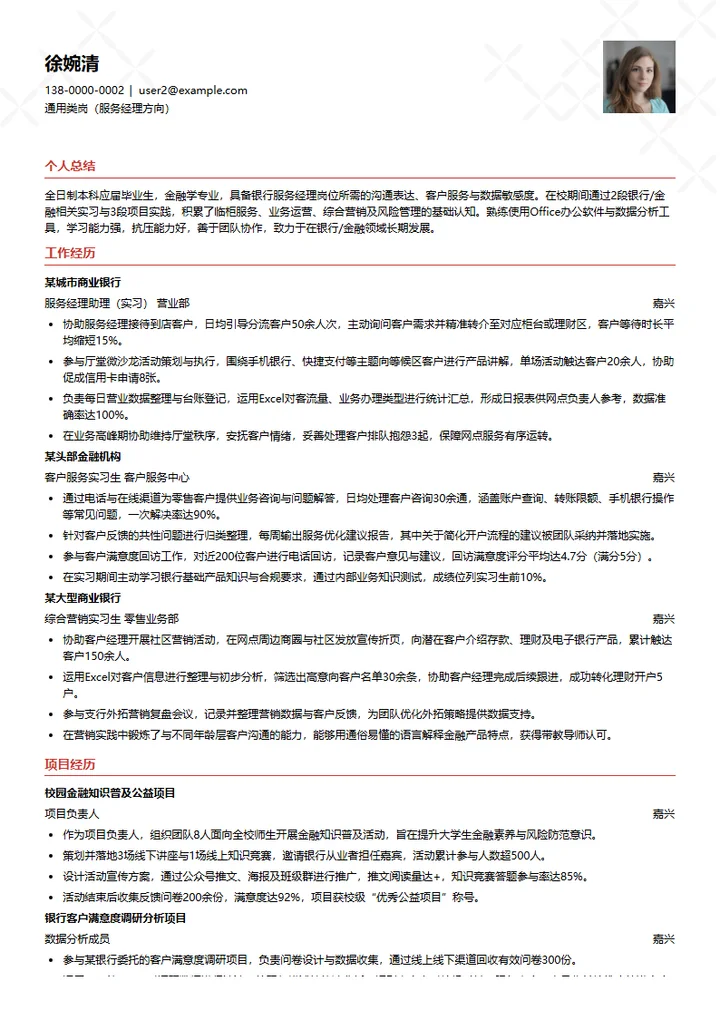 徐婉清
138-0000-0002 | user2@example.com
通用类岗（服务经理方向）
个人总结
全日制本科应届毕业生，金融学专业，具备银行服务经理岗位所需的沟通表达、客户服务与数据敏感度。在校期间通过2段银行/金
融相关实习与3段项目实践，积累了临柜服务、业务运营、综合营销及风险管理的基础认知。熟练使用Office办公软件与数据分析工
具，学习能力强，抗压能力好，善于团队协作，致力于在银行/金融领域长期发展。
工作经历
某城市商业银行
服务经理助理（实习） 营业部 嘉兴
• 协助服务经理接待到店客户，日均引导分流客户50余人次，主动询问客户需求并精准转介至对应柜台或理财区，客户等待时长平
均缩短15%。
• 参与厅堂微沙龙活动策划与执行，围绕手机银行、快捷支付等主题向等候区客户进行产品讲解，单场活动触达客户20余人，协助
促成信用卡申请8张。
• 负责每日营业数据整理与台账登记，运用Excel对客流量、业务办理类型进行统计汇总，形成日报表供网点负责人参考，数据准
确率达100%。
• 在业务高峰期协助维持厅堂秩序，安抚客户情绪，妥善处理客户排队抱怨3起，保障网点服务有序运转。
某头部金融机构
客户服务实习生 客户服务中心 嘉兴
• 通过电话与在线渠道为零售客户提供业务咨询与问题解答，日均处理客户咨询30余通，涵盖账户查询、转账限额、手机银行操作
等常见问题，一次解决率达90%。
• 针对客户反馈的共性问题进行归类整理，每周输出服务优化建议报告，其中关于简化开户流程的建议被团队采纳并落地实施。
• 参与客户满意度回访工作，对近200位客户进行电话回访，记录客户意见与建议，回访满意度评分平均达4.7分（满分5分）。
• 在实习期间主动学习银行基础产品知识与合规要求，通过内部业务知识测试，成绩位列实习生前10%。
某大型商业银行
综合营销实习生 零售业务部 嘉兴
• 协助客户经理开展社区营销活动，在网点周边商圈与社区发放宣传折页，向潜在客户介绍存款、理财及电子银行产品，累计触达
客户150余人。
• 运用Excel对客户信息进行整理与初步分析，筛选出高意向客户名单30余条，协助客户经理完成后续跟进，成功转化理财开户5
户。
• 参与支行外拓营销复盘会议，记录并整理营销数据与客户反馈，为团队优化外拓策略提供数据支持。
• 在营销实践中锻炼了与不同年龄层客户沟通的能力，能够用通俗易懂的语言解释金融产品特点，获得带教导师认可。
项目经历
校园金融知识普及公益项目
项目负责人 嘉兴
• 作为项目负责人，组织团队8人面向全校师生开展金融知识普及活动，旨在提升大学生金融素养与风险防范意识。
• 策划并落地3场线下讲座与1场线上知识竞赛，邀请银行从业者担任嘉宾，活动累计参与人数超500人。
• 设计活动宣传方案，通过公众号推文、海报及班级群进行推广，推文阅读量达+，知识竞赛答题参与率达85%。
• 活动结束后收集反馈问卷200余份，满意度达92%，项目获校级“优秀公益项目”称号。
银行客户满意度调研分析项目
数据分析成员 嘉兴
• 参与某银行委托的客户满意度调研项目，负责问卷设计与数据收集，通过线上线下渠道回收有效问卷300份。